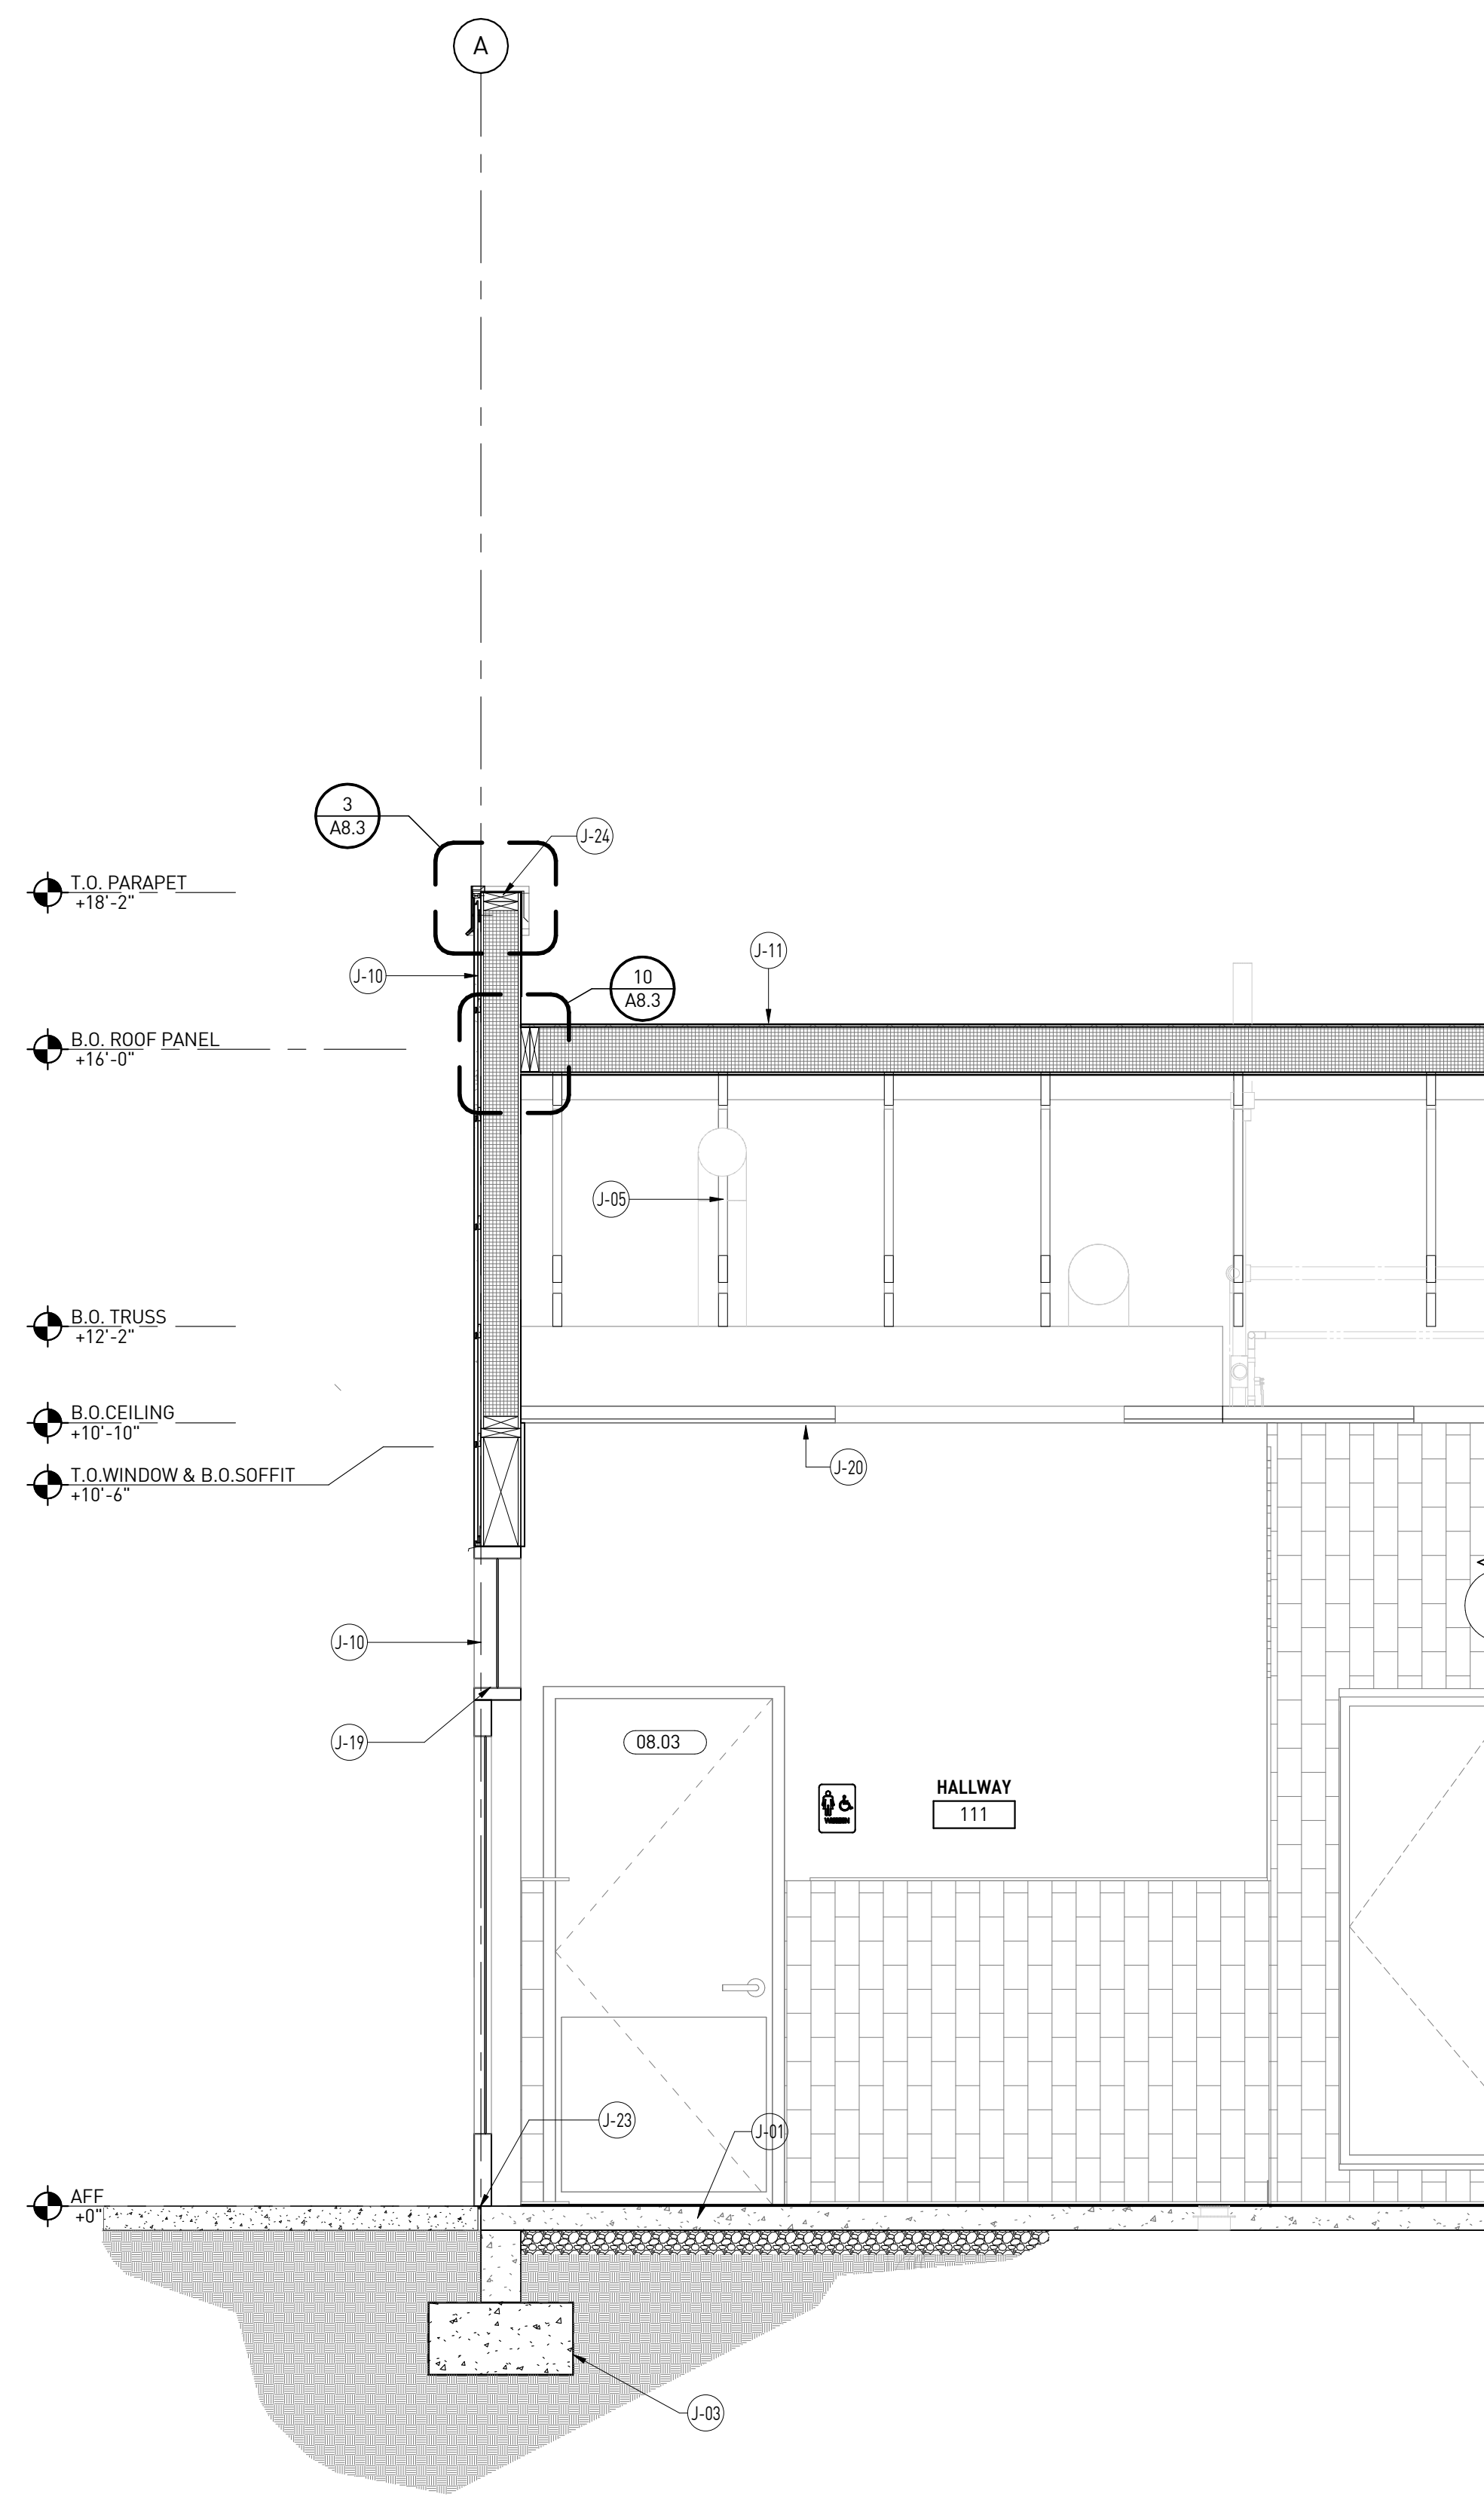 A
3
A8.3
J-24
T.O. PARAPET
+18'-2"
J-11
J-10
10
A8.3
B.O. ROOF PANEL
+16'-0"
J-05
B.O. TRUSS
+12'-2"
B.O.CEILING
+10'-10"
J-20
T.O.WINDOW & B.O.SOFFIT
+10'-6"
J-10
J-19
08.03
HALLWAY
111
WOMEN
J-23
J-01
AFF
+0"
J-03